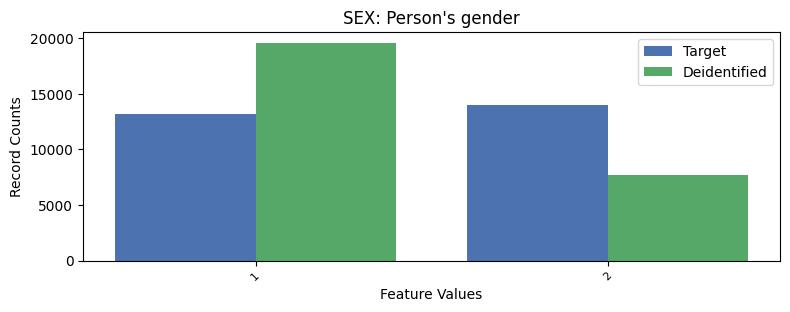 SEX: Person's gender
Target
Deidentified
20000
15000
10000
5000
0
Record Counts
1
2
Feature Values